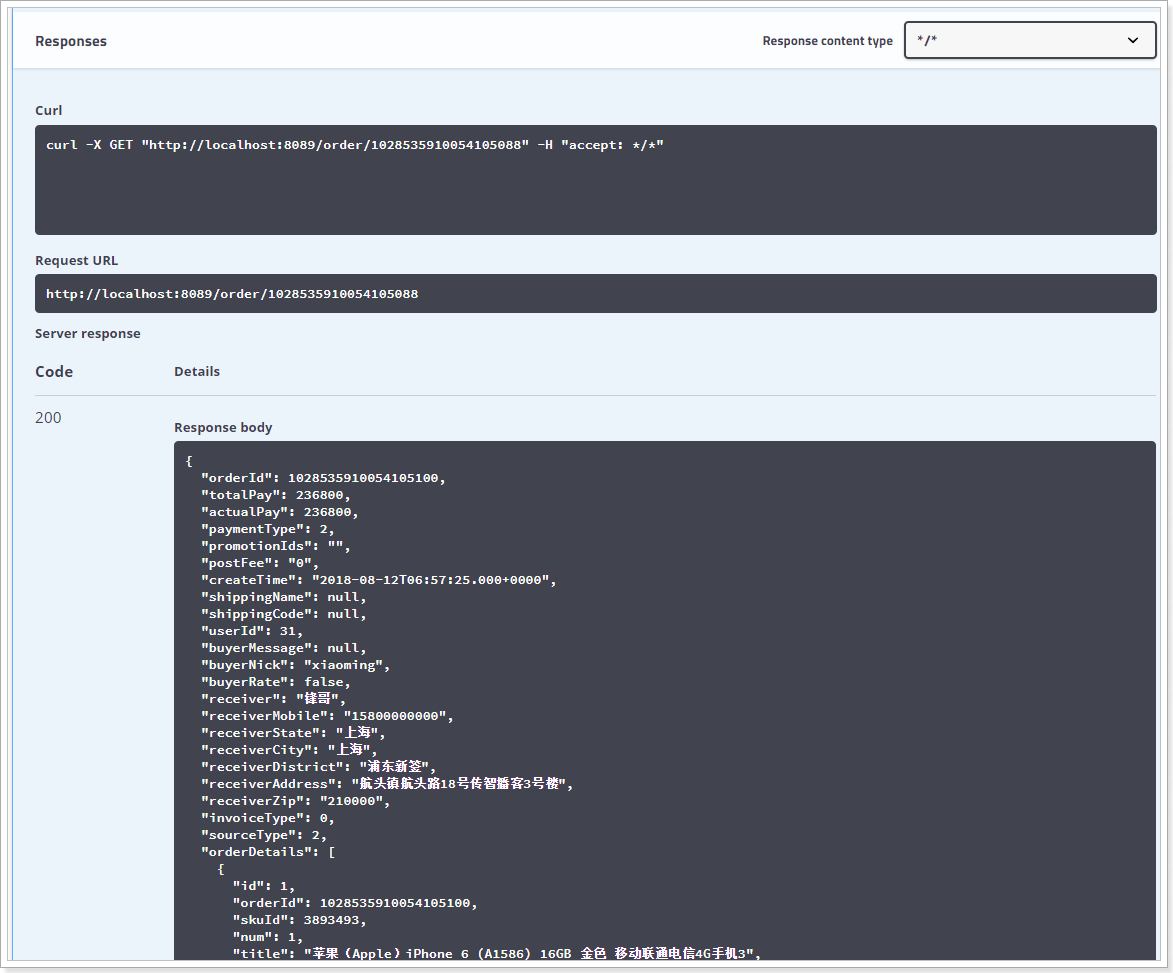 Responses
Response content type
*/*
Curl
curl -X GET "http://localhost:8089/order/1028535910054105088" -H "accept: */*"
Request URL
http://localhost:8089/order/1028535910054105088
Server response
Code Details
200
Response body
{
  "orderId": 1028535910054105100,
  "totalPay": 236800,
  "actualPay": 236800,
  "paymentType": 2,
  "promotionIds": "",
  "postFee": "0",
  "createTime": "2018-08-12T06:57:25.000+0000",
  "shippingName": null,
  "shippingCode": null,
  "userId": 31,
  "buyerMessage": null,
  "buyerNick": "xiaoming",
  "buyerRate": false,
  "receiver": "锋哥",
  "receiverMobile": "15800000000",
  "receiverState": "上海",
  "receiverCity": "上海",
  "receiverDistrict": "浦东新签",
  "receiverAddress": "航头镇航头路18号传智播客3号楼",
  "receiverZip": "210000",
  "invoiceType": 0,
  "sourceType": 2,
  "orderDetails": [
    {
      "id": 1,
      "orderId": 1028535910054105100,
      "skuId": 3893493,
      "num": 1,
      "title": "苹果（Apple）iPhone 6 (A1586) 16GB 金色 移动联通电信4G手机3",